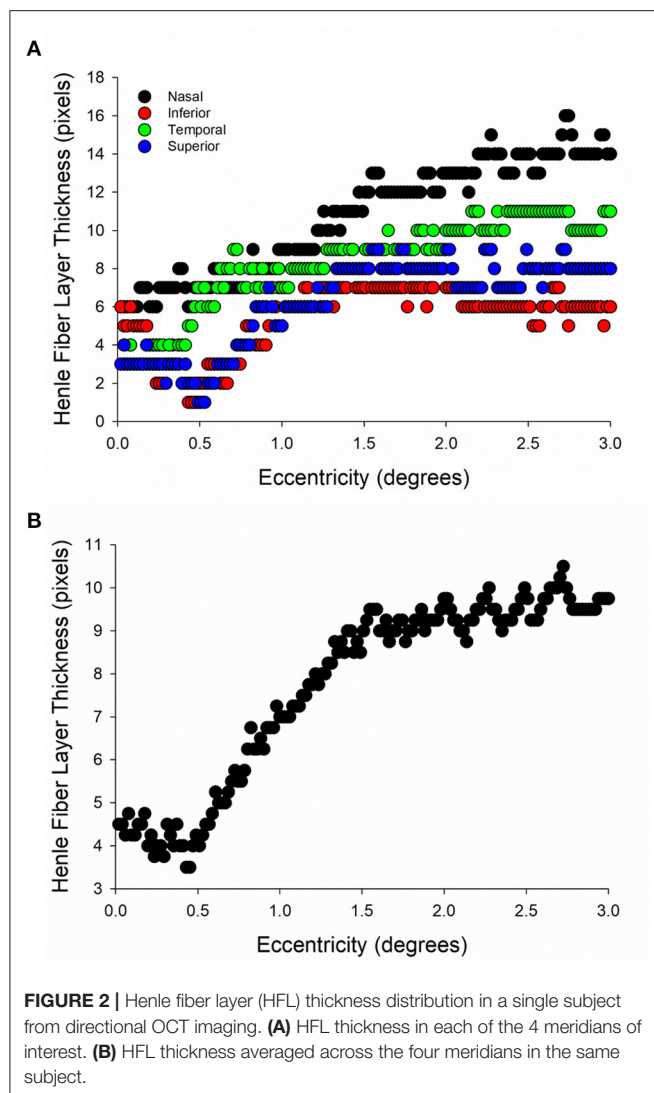 A
Henle Fiber Layer Thickness (pixels)
18
16
14
12
10
8
6
4
2
0
Nasal
Inferior
Temporal
Superior
0.0 0.5 1.0 1.5 2.0 2.5 3.0
Eccentricity (degrees)
B
Henle Fiber Layer Thickness (pixels)
11
10
9
8
7
6
5
4
3
0.0 0.5 1.0 1.5 2.0 2.5 3.0
Eccentricity (degrees)
FIGURE 2 | Henle fiber layer (HFL) thickness distribution in a single subject
from directional OCT imaging. (A) HFL thickness in each of the 4 meridians of
interest. (B) HFL thickness averaged across the four meridians in the same
subject.